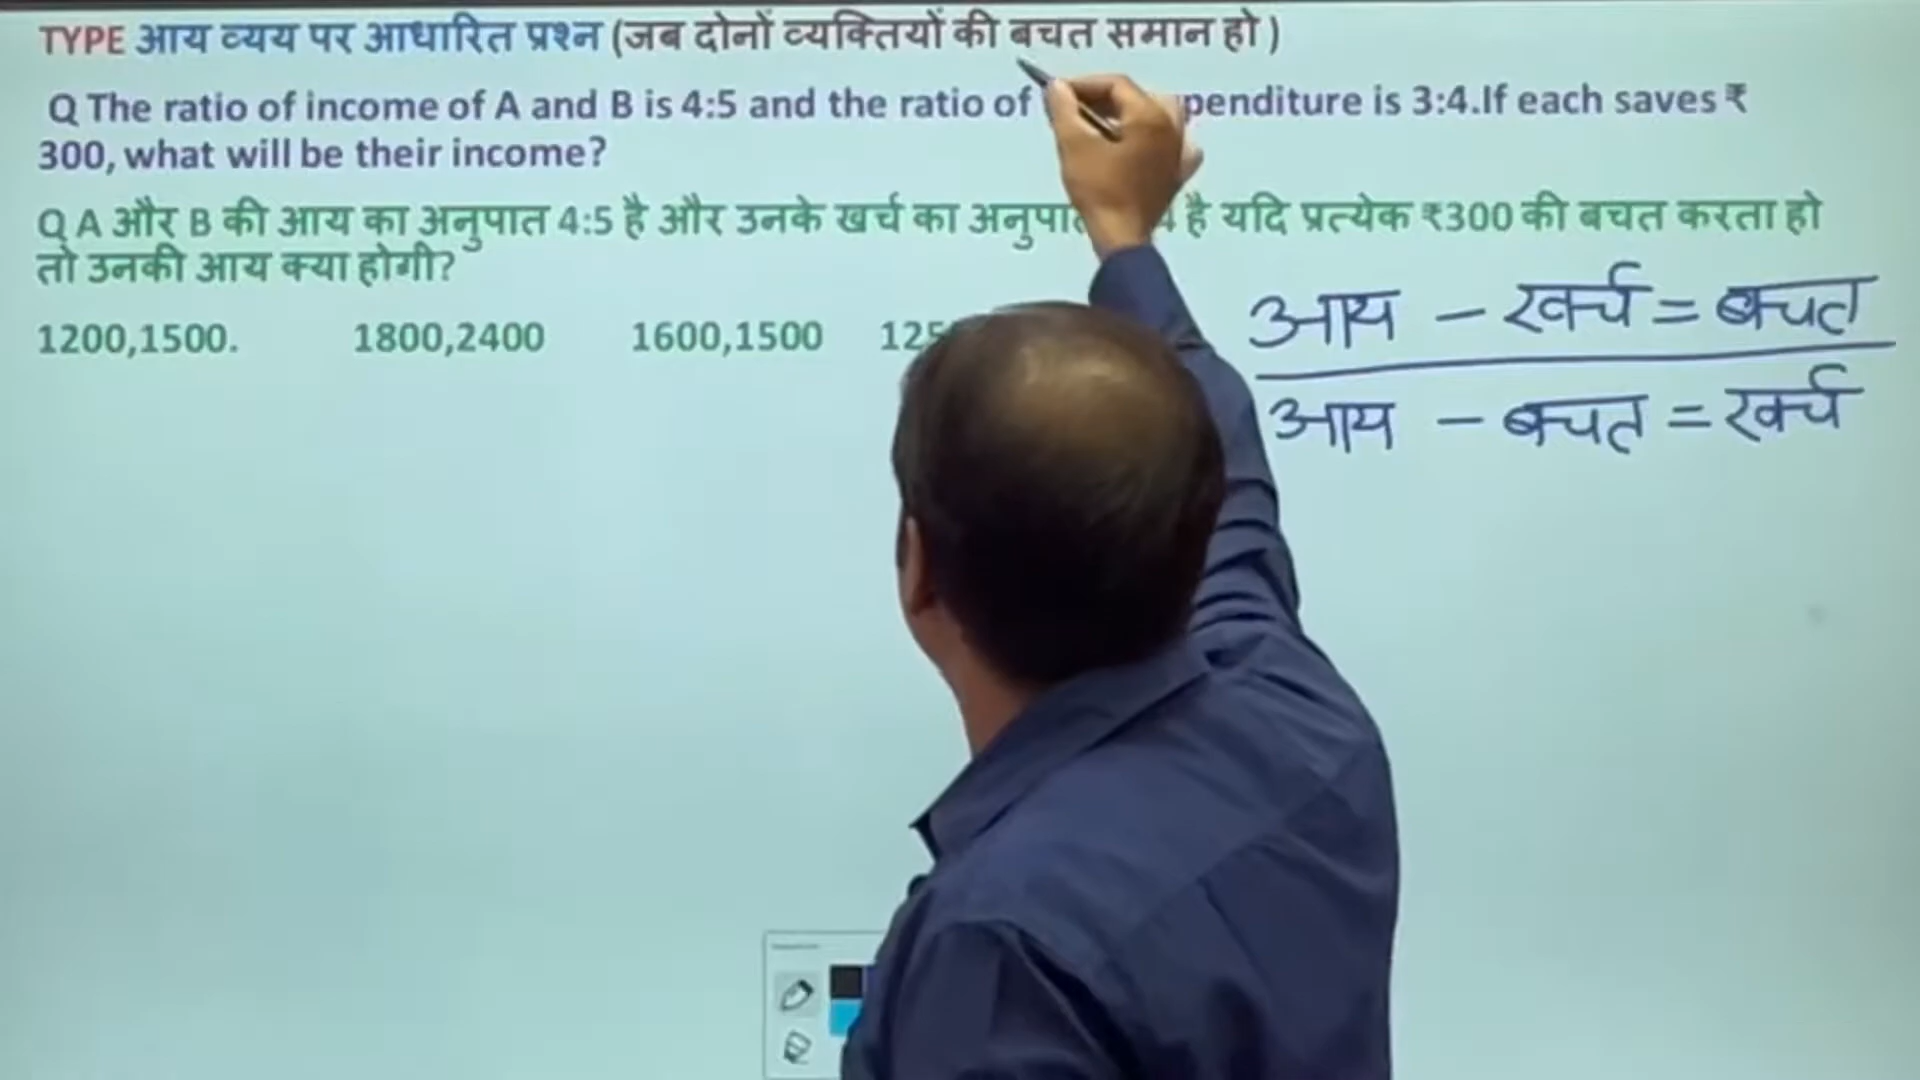 TYPE आय व्यय पर आधारित प्रश्न (जब दोनों व्यक्तियों की बचत समान हो )
Q The ratio of income of A and B is 4:5 and the ratio of penditure is 3:4.If each saves ₹
300, what will be their income?
Q A और B की आय का अनुपात 4:5 है और उनके खर्च का अनुपात 4 है यदि प्रत्येक ₹300 की बचत करता हो
तो उनकी आय क्या होगी?
1200,1500. 1800,2400 1600,1500 125
आय - खर्च = बचत
आय - बचत = खर्च